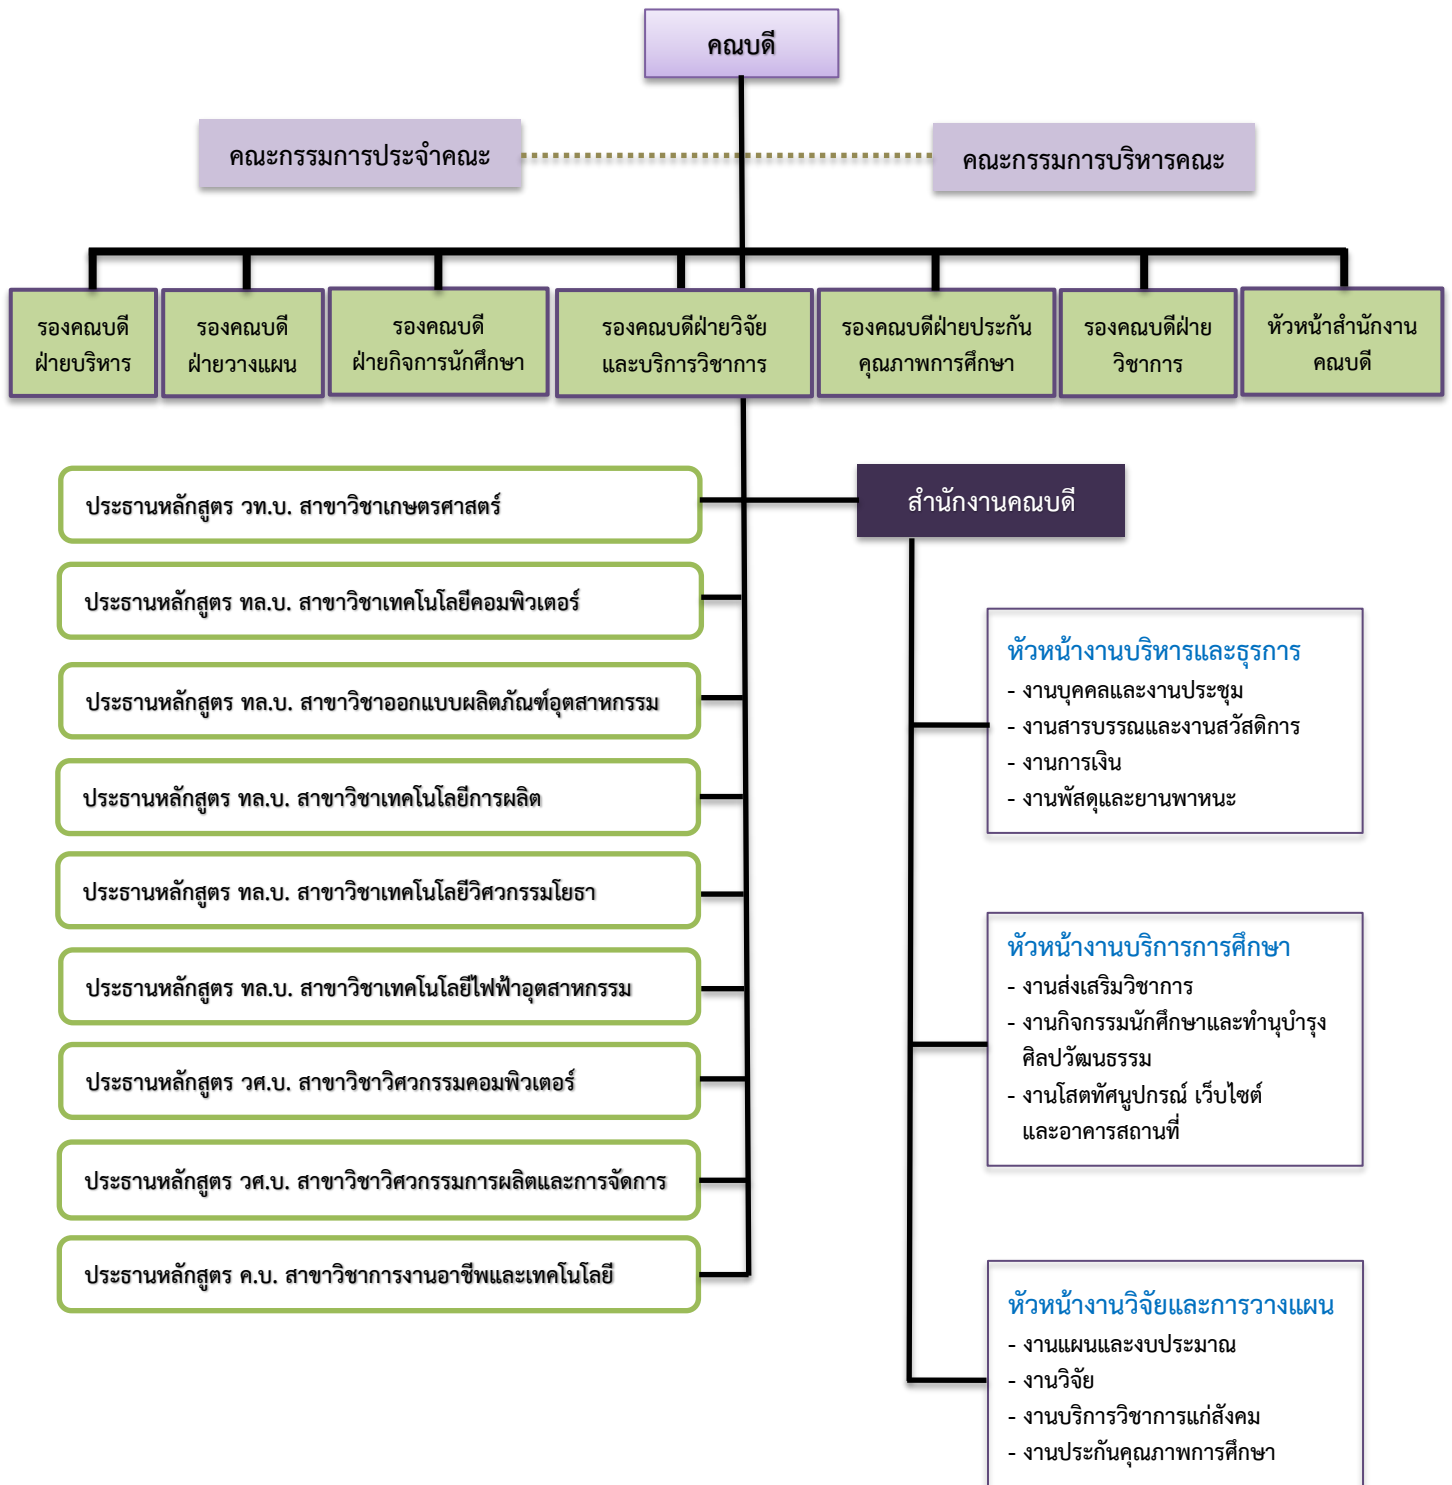 คณบดี
คณะกรรมการประจำคณะ
คณะกรรมการบริหารคณะ
รองคณบดี
ฝ่ายบริหาร
รองคณบดี
ฝ่ายวางแผน
รองคณบดี
ฝ่ายกิจการนักศึกษา
รองคณบดีฝ่ายวิจัย
และบริการวิชาการ
รองคณบดีฝ่ายประกัน
คุณภาพการศึกษา
รองคณบดีฝ่าย
วิชาการ
หัวหน้าสำนักงาน
คณบดี
ประธานหลักสูตร วท.บ. สาขาวิชาเกษตรศาสตร์
ประธานหลักสูตร ทล.บ. สาขาวิชาเทคโนโลยีคอมพิวเตอร์
ประธานหลักสูตร ทล.บ. สาขาวิชาออกแบบผลิตภัณฑ์อุตสาหกรรม
ประธานหลักสูตร ทล.บ. สาขาวิชาเทคโนโลยีการผลิต
ประธานหลักสูตร ทล.บ. สาขาวิชาเทคโนโลยีวิศวกรรมโยธา
ประธานหลักสูตร ทล.บ. สาขาวิชาเทคโนโลยีไฟฟ้าอุตสาหกรรม
ประธานหลักสูตร วศ.บ. สาขาวิชาวิศวกรรมคอมพิวเตอร์
ประธานหลักสูตร วศ.บ. สาขาวิชาวิศวกรรมการผลิตและการจัดการ
ประธานหลักสูตร ค.บ. สาขาวิชาการงานอาชีพและเทคโนโลยี
สำนักงานคณบดี
หัวหน้างานบริหารและธุรการ
- งานบุคคลและงานประชุม
- งานสารบรรณและงานสวัสดิการ
- งานการเงิน
- งานพัสดุและยานพาหนะ
หัวหน้างานบริการการศึกษา
- งานส่งเสริมวิชาการ
- งานกิจกรรมนักศึกษาและทำนุบำรุง
ศิลปวัฒนธรรม
- งานโสตทัศนูปกรณ์ เว็บไซต์
และอาคารสถานที่
หัวหน้างานวิจัยและการวางแผน
- งานแผนและงบประมาณ
- งานวิจัย
- งานบริการวิชาการแก่สังคม
- งานประกันคุณภาพการศึกษา